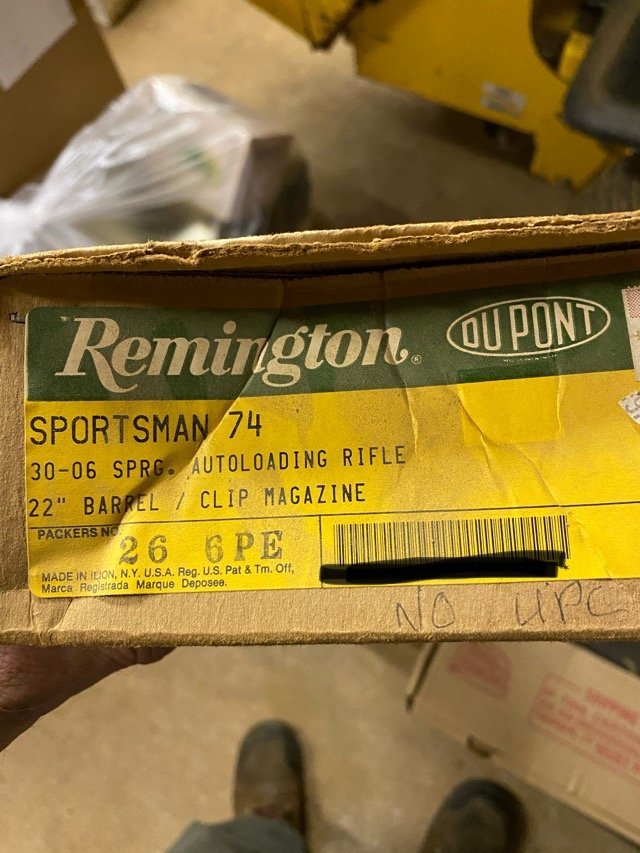 Remington®
DU PONT
SPORTSMAN 74
30-06 SPRG. AUTOLOADING RIFLE
22" BARREL / CLIP MAGAZINE
PACKERS NO.
26 6PE
MADE IN ILION, N.Y. U.S.A. Reg. U.S. Pat & Tm. Off,
Marca Registrada Marque Deposee.
NO UPC